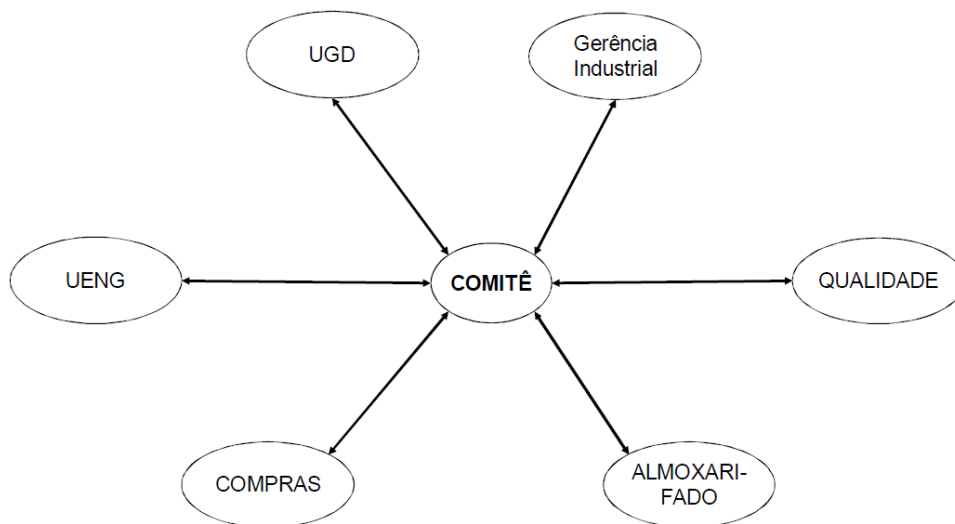 UGD
Gerência
Industrial
UENG
COMITÊ
QUALIDADE
COMPRAS
ALMOXARI-
FADO